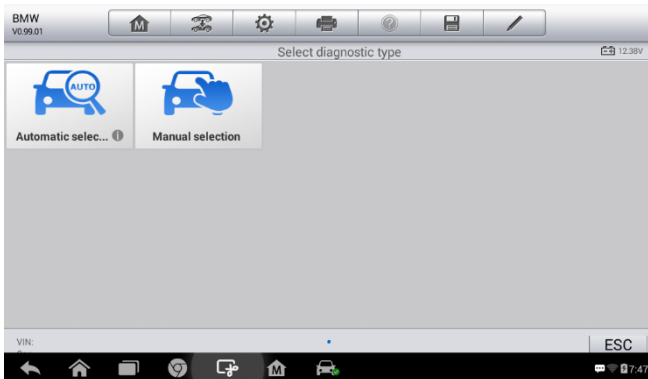 BMW
V0.99.01
M
Select diagnostic type
12.38V
AUTO
Automatic selec...
Manual selection
VIN:
ESC
M
7:47